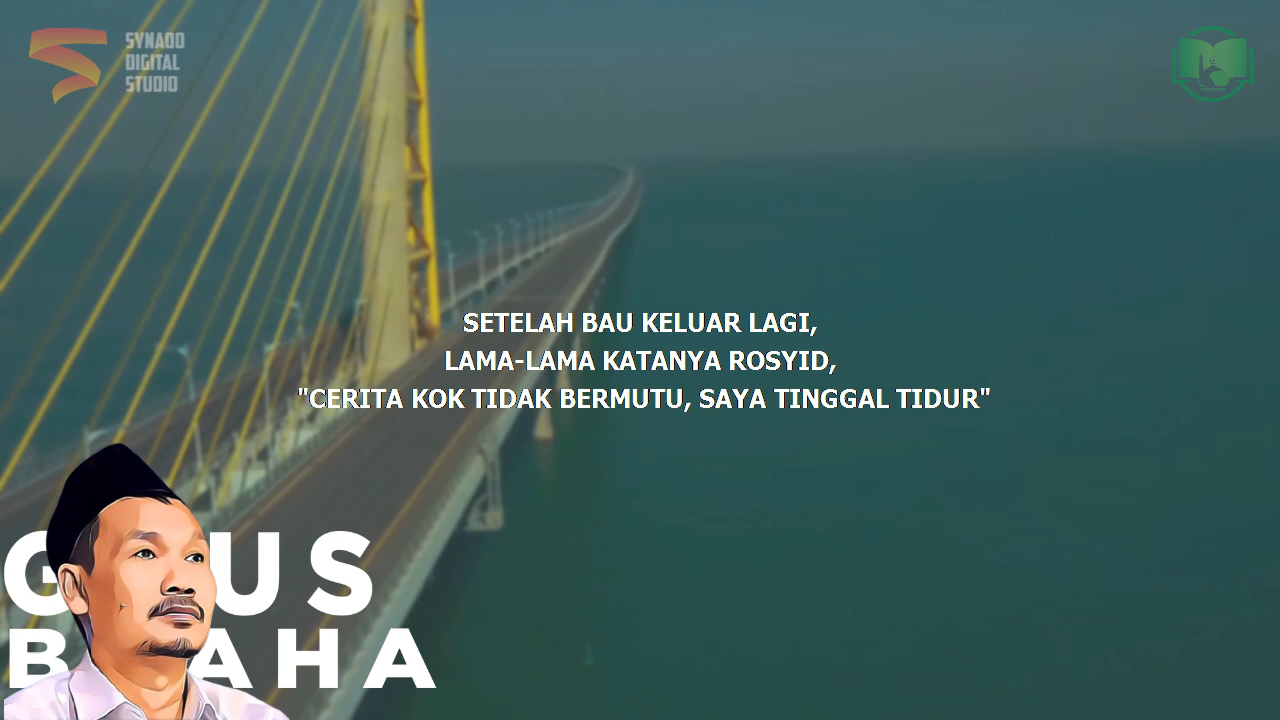 SYNADO
DIGITAL
STUDIO
SETELAH BAU KELUAR LAGI,
LAMA-LAMA KATANYA ROSYID,
"CERITA KOK TIDAK BERMUTU, SAYA TINGGAL TIDUR"
GUS
BAHA